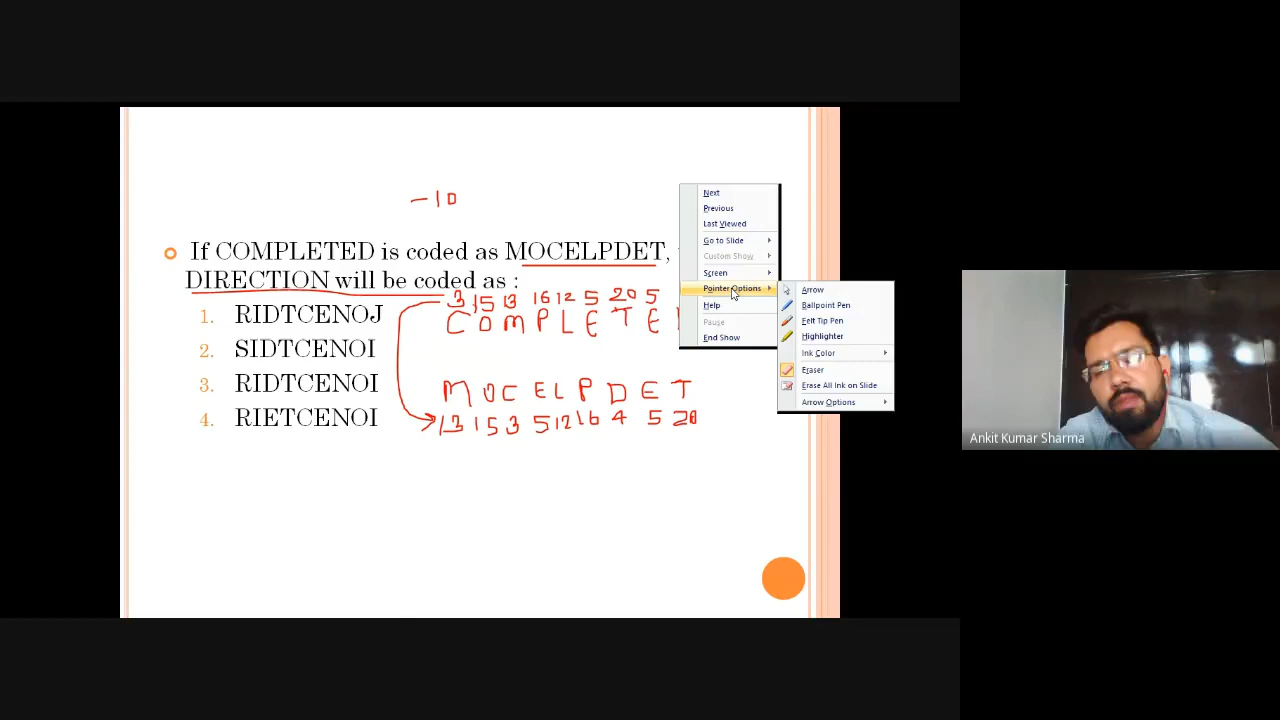 -10
If COMPLETED is coded as MOCELPDET,
DIRECTION will be coded as :
1. RIDTCENOJ
2. SIDTCENOI
3. RIDTCENOI
4. RIETCENOI
3 15 13 16 12 5 20 5
C O M P L E T E
M O C E L P D E T
13 15 3 5 12 16 4 5 20
Next
Previous
Last Viewed
Go to Slide
Custom Show
Screen
Pointer Options
Help
Pause
End Show
Arrow
Ballpoint Pen
Felt Tip Pen
Highlighter
Ink Color
Eraser
Erase All Ink on Slide
Arrow Options
Ankit Kumar Sharma